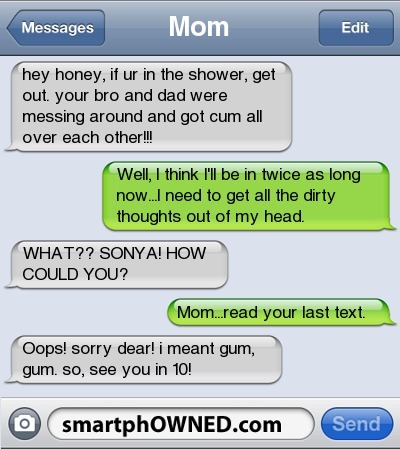 Messages
Mom
Edit
hey honey, if ur in the shower, get
out. your bro and dad were
messing around and got cum all
over each other!!!
Well, I think I'll be in twice as long
now...I need to get all the dirty
thoughts out of my head.
WHAT?? SONYA! HOW
COULD YOU?
Mom...read your last text.
Oops! sorry dear! i meant gum,
gum. so, see you in 10!
smartphOWNED.com
Send